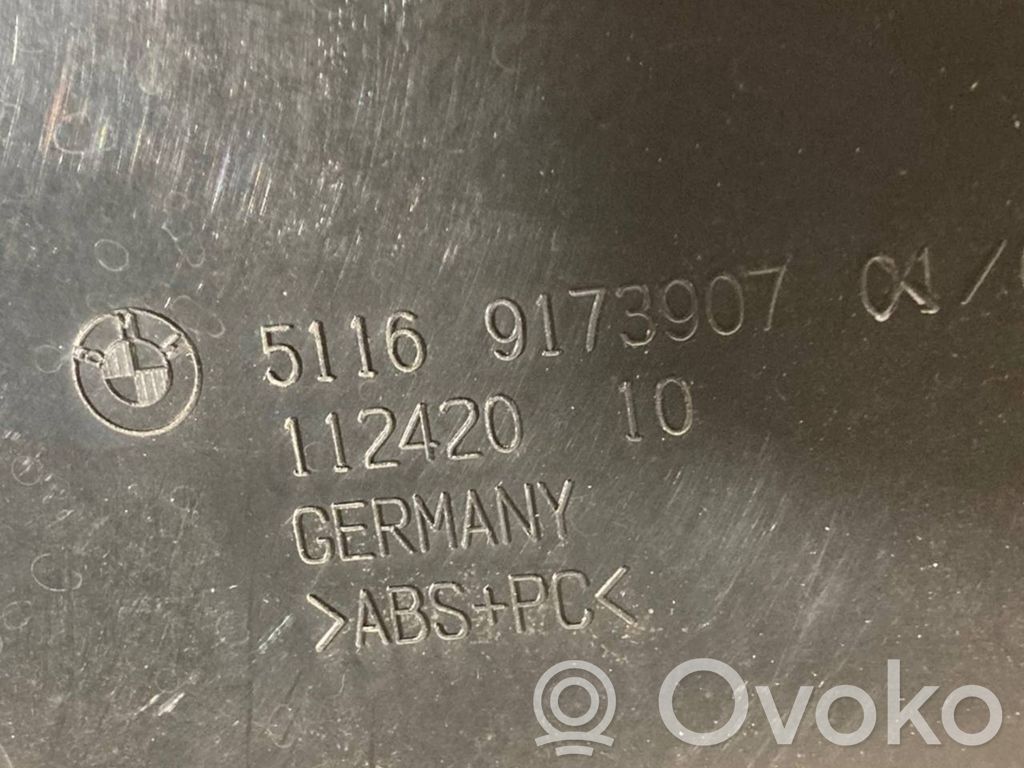 5116 9173907
112420 10
GERMANY
>ABS+PC<
Ovoko